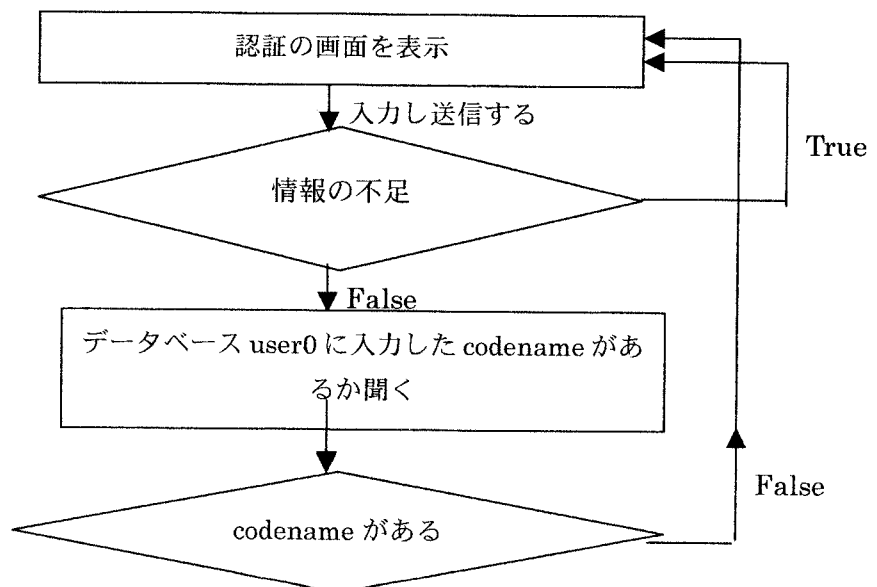 認証の画面を表示
入力し送信する
True
情報の不足
False
データベース user0 に入力した codename があ
るか聞く
False
codename がある